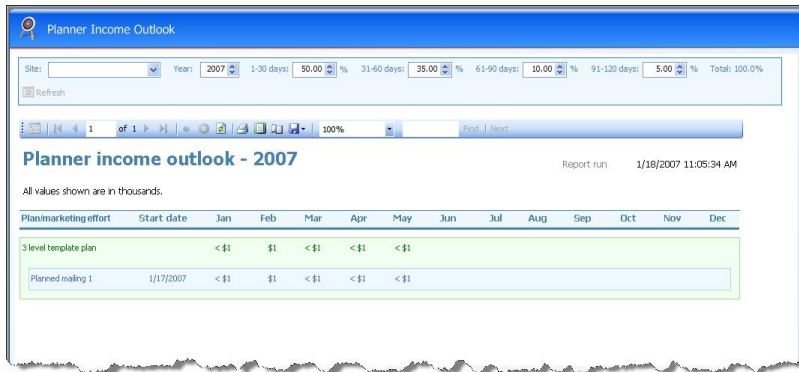 Planner Income Outlook
Site: Year: 2007 1-30 days: 50.00 % 31-60 days: 35.00 % 61-90 days: 10.00 % 91-120 days: 5.00 % Total: 100.0%
Refresh
1 of 1 100% Find | Next
Planner income outlook - 2007
Report run 1/18/2007 11:05:34 AM
All values shown are in thousands.
Plan/marketing effort Start date Jan Feb Mar Apr May Jun Jul Aug Sep Oct Nov Dec
3 level template plan < $1 $1 < $1 < $1 < $1
Planned mailing 1 1/17/2007 < $1 $1 < $1 < $1 < $1